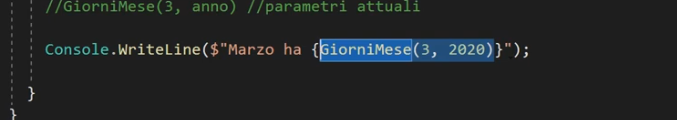 //GiorniMese(3, anno) //parametri attuali
Console.WriteLine($"Marzo ha {GiorniMese(3, 2020)}");
}
}